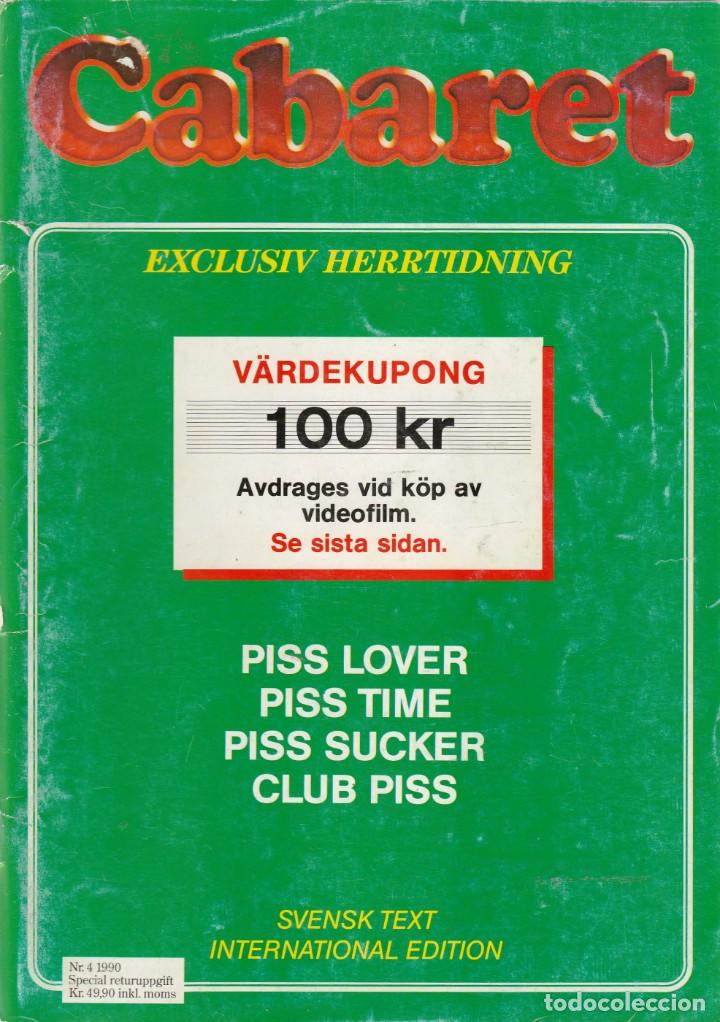 Cabaret
EXCLUSIV HERRTIDNING
VÄRDEKUPONG
100 kr
Avdrages vid köp av
videofilm.
Se sista sidan.
PISS LOVER
PISS TIME
PISS SUCKER
CLUB PISS
SVENSK TEXT
INTERNATIONAL EDITION
Nr. 4 1990
Special returuppgift
Kr. 49,90 inkl. moms
todocoleccion